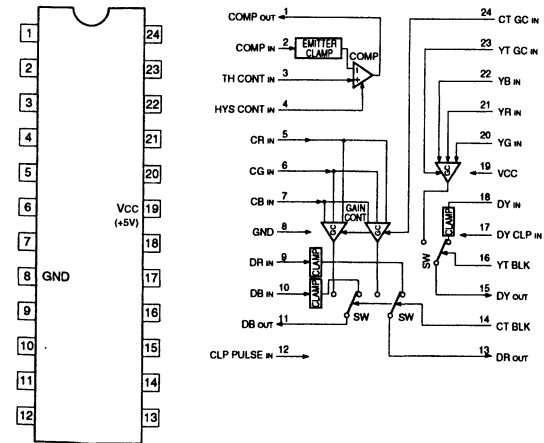 1 24
2 23
3 22
4 21
5 20
6 VCC (+5V) 19
7 18
8 GND 17
9 16
10 15
11 14
12 13
COMP OUT 1
COMP IN 2
EMITTER CLAMP
COMP
TH CONT IN 3
HYS CONT IN 4
CR IN 5
CG IN 6
CB IN 7
GND 8
GAIN CONT
GC
GC
DR IN 9
CLAMP
DB IN 10
CLAMP
DB OUT 11
SW
SW
CLP PULSE IN 12
24 CT GC IN
23 YT GC IN
22 YB IN
21 YR IN
20 YG IN
19 VCC
GC
18 DY IN
CLAMP
17 DY CLP IN
SW
16 YT BLK
15 DY OUT
14 CT BLK
13 DR OUT